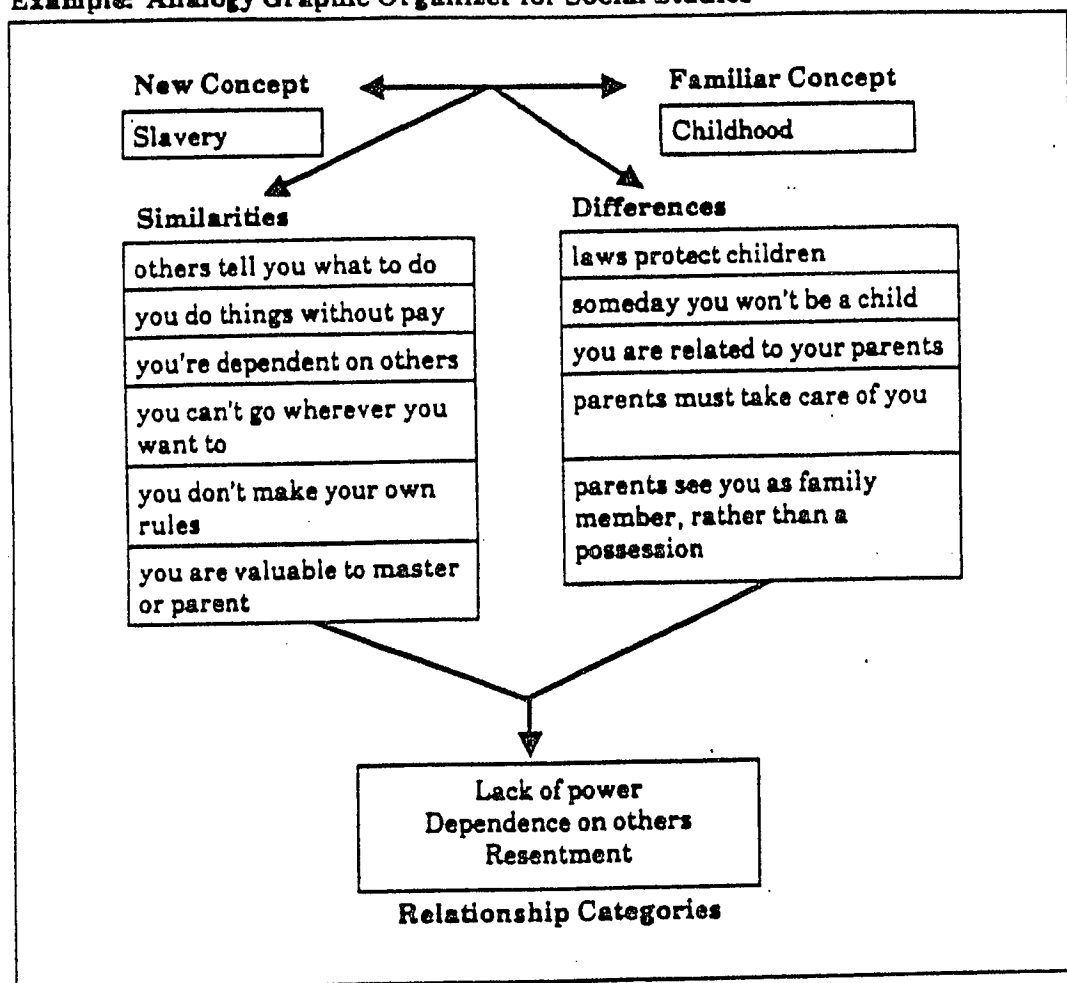 Example: Analogy Graphic Organizer for Social Studies
New Concept
Familiar Concept
Slavery
Childhood
Similarities
others tell you what to do
you do things without pay
you're dependent on others
you can't go wherever you
want to
you don't make your own
rules
you are valuable to master
or parent
Differences
laws protect children
someday you won't be a child
you are related to your parents
parents must take care of you
parents see you as family
member, rather than a
possession
Lack of power
Dependence on others
Resentment
Relationship Categories